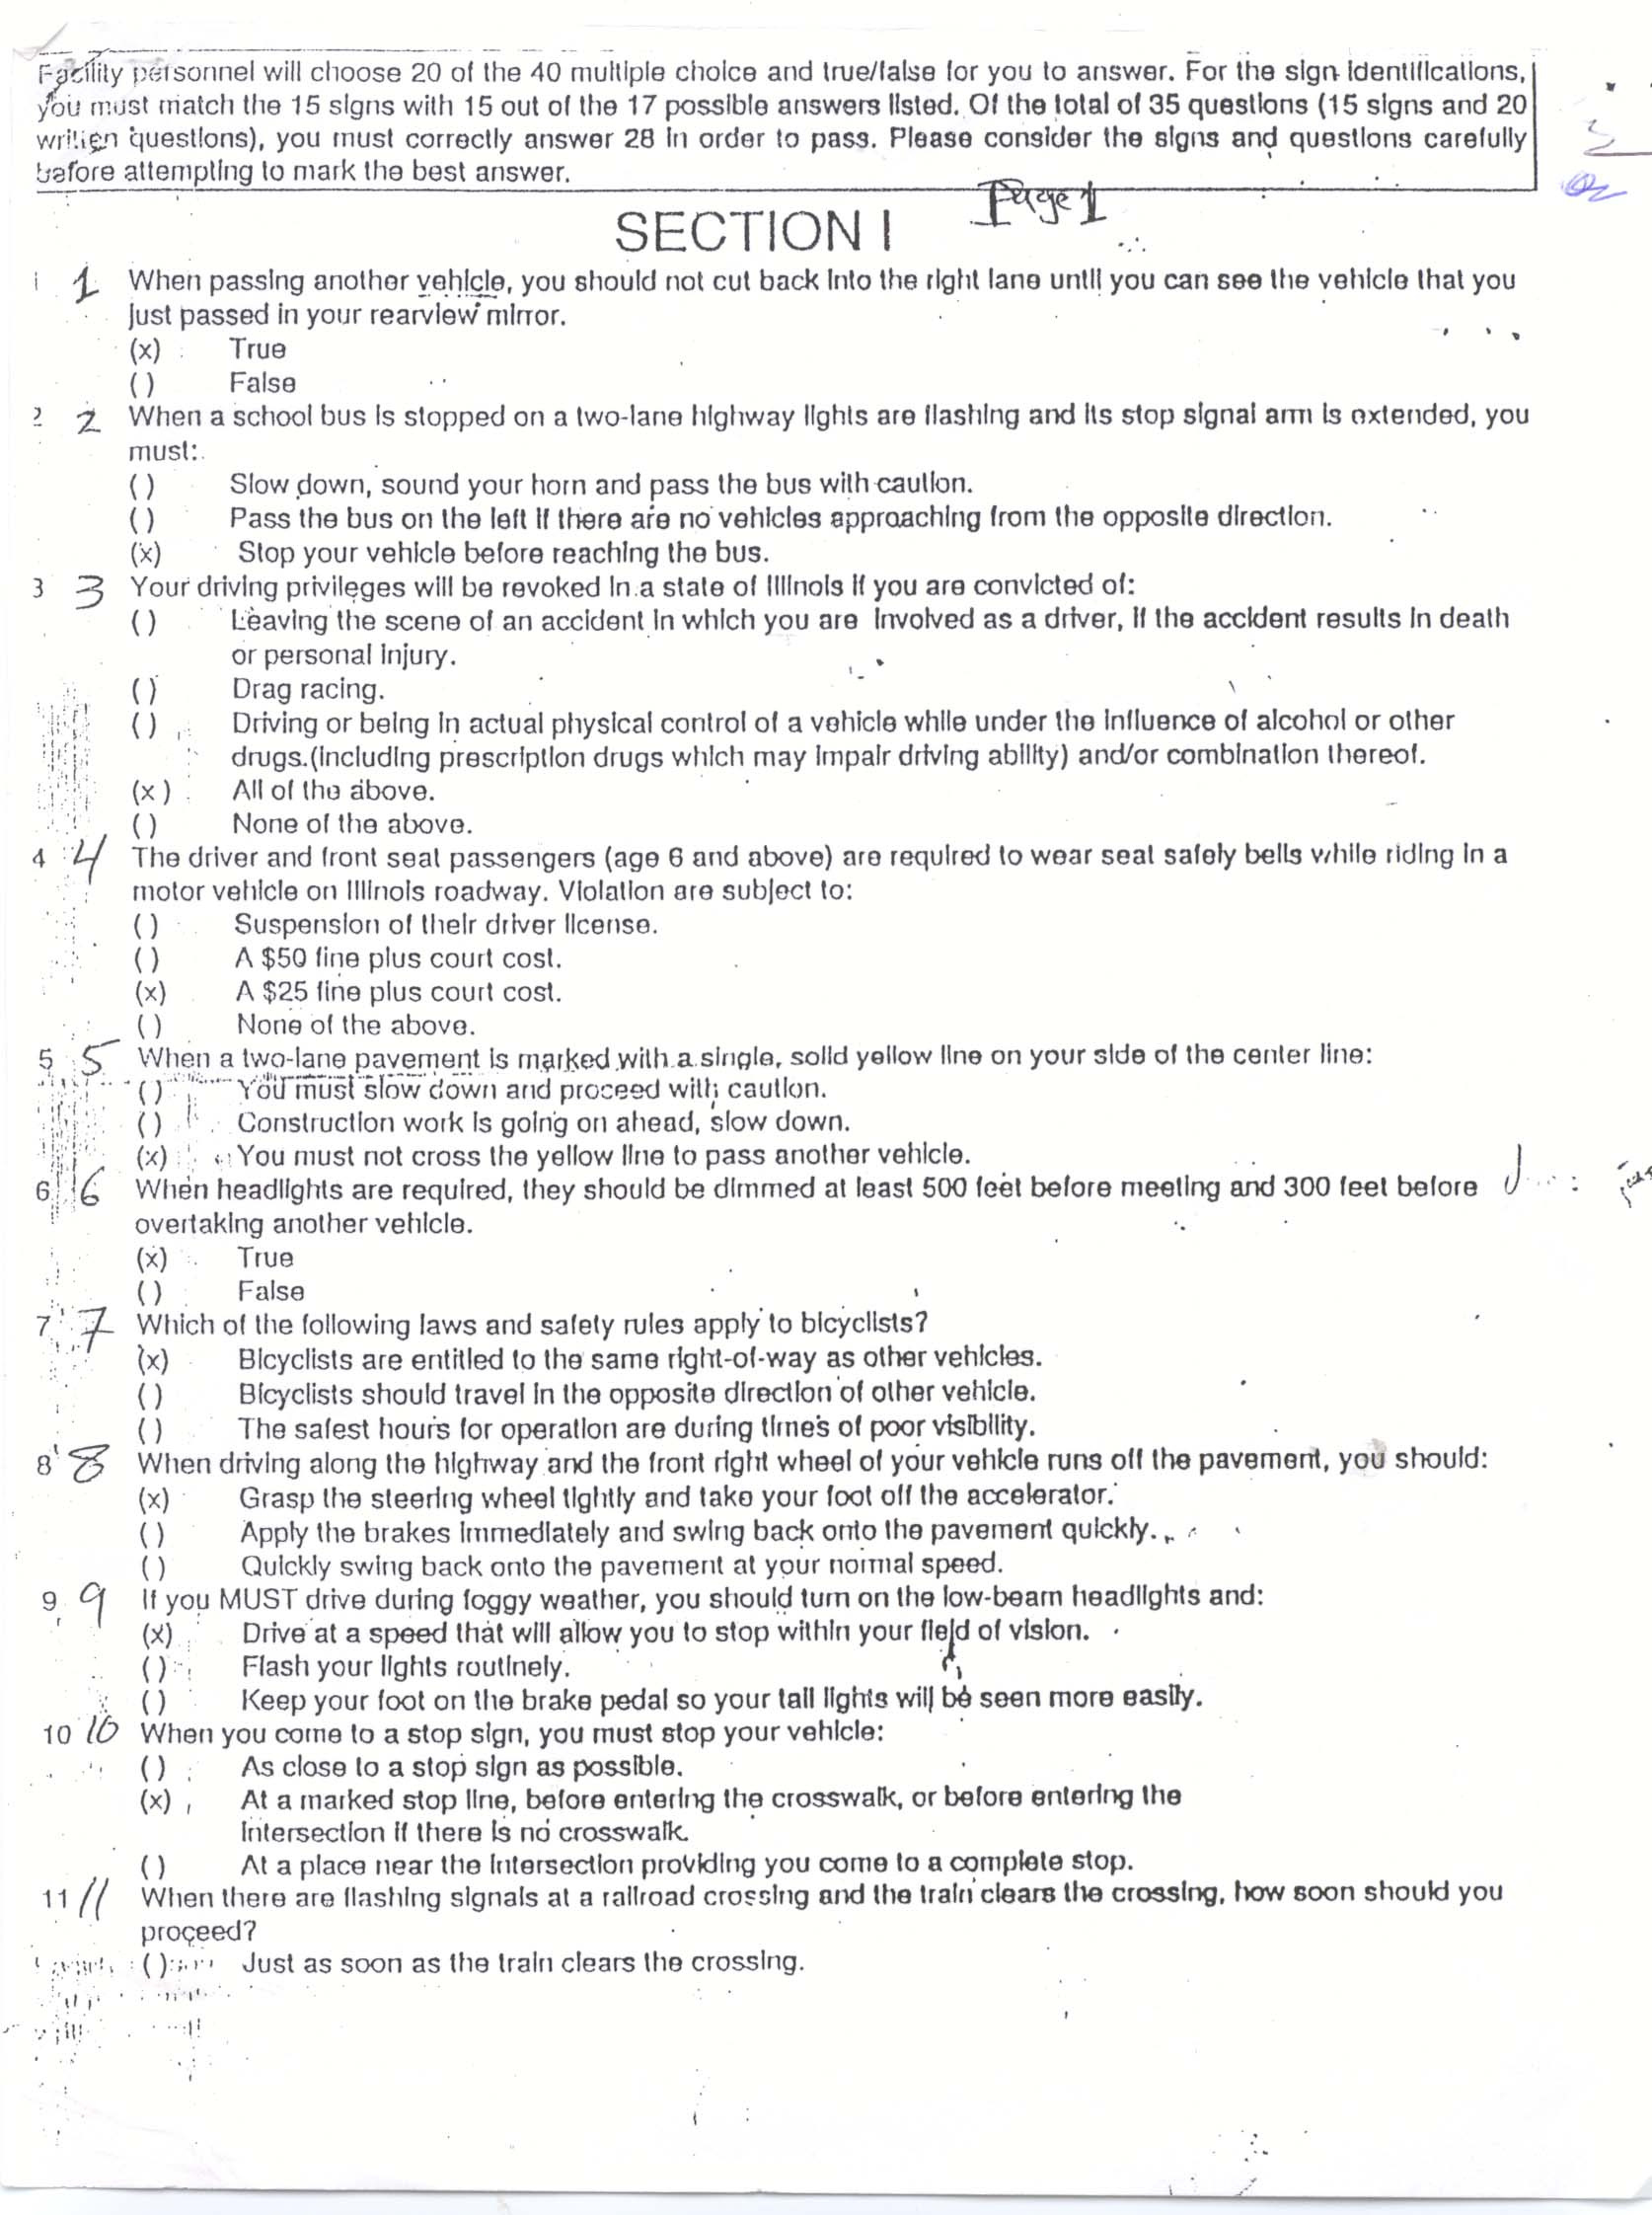 Facility personnel will choose 20 of the 40 multiple choice and true/false for you to answer. For the sign identifications,
you must match the 15 signs with 15 out of the 17 possible answers listed. Of the total of 35 questions (15 signs and 20
written questions), you must correctly answer 28 in order to pass. Please consider the signs and questions carefully
before attempting to mark the best answer.
Page 1
SECTION I
1 1 When passing another vehicle, you should not cut back into the right lane until you can see the vehicle that you
just passed in your rearview mirror.
(x) True
( ) False
2 2 When a school bus is stopped on a two-lane highway lights are flashing and its stop signal arm is extended, you
must:
( ) Slow down, sound your horn and pass the bus with caution.
( ) Pass the bus on the left if there are no vehicles approaching from the opposite direction.
(x) Stop your vehicle before reaching the bus.
3 3 Your driving privileges will be revoked in a state of Illinois if you are convicted of:
( ) Leaving the scene of an accident in which you are involved as a driver, if the accident results in death
or personal injury.
( ) Drag racing.
( ) Driving or being in actual physical control of a vehicle while under the influence of alcohol or other
drugs.(including prescription drugs which may impair driving ability) and/or combination thereof.
(x ) All of the above.
( ) None of the above.
4 4 The driver and front seat passengers (age 6 and above) are required to wear seat safely bells while riding in a
motor vehicle on Illinois roadway. Violation are subject to:
( ) Suspension of their driver license.
( ) A $50 fine plus court cost.
(x) A $25 fine plus court cost.
( ) None of the above.
5 5 When a two-lane pavement is marked with a single, solid yellow line on your side of the center line:
( ) You must slow down and proceed with caution.
( ) Construction work is going on ahead, slow down.
(x) You must not cross the yellow line to pass another vehicle.
6 6 When headlights are required, they should be dimmed at least 500 feet before meeting and 300 feet before
overtaking another vehicle.
(x) True
( ) False
7 7 Which of the following laws and safety rules apply to bicyclists?
(x) Bicyclists are entitled to the same right-of-way as other vehicles.
( ) Bicyclists should travel in the opposite direction of other vehicle.
( ) The safest hours for operation are during times of poor visibility.
8 8 When driving along the highway and the front right wheel of your vehicle runs off the pavement, you should:
(x) Grasp the steering wheel tightly and take your foot off the accelerator.
( ) Apply the brakes immediately and swing back onto the pavement quickly.
( ) Quickly swing back onto the pavement at your normal speed.
9 9 If you MUST drive during foggy weather, you should turn on the low-beam headlights and:
(x) Drive at a speed that will allow you to stop within your field of vision.
( ) Flash your lights routinely.
( ) Keep your foot on the brake pedal so your tail lights will be seen more easily.
10 10 When you come to a stop sign, you must stop your vehicle:
( ) As close to a stop sign as possible.
(x) At a marked stop line, before entering the crosswalk, or before entering the
intersection if there is no crosswalk.
( ) At a place near the intersection providing you come to a complete stop.
11 11 When there are flashing signals at a railroad crossing and the train clears the crossing, how soon should you
proceed?
( ) Just as soon as the train clears the crossing.